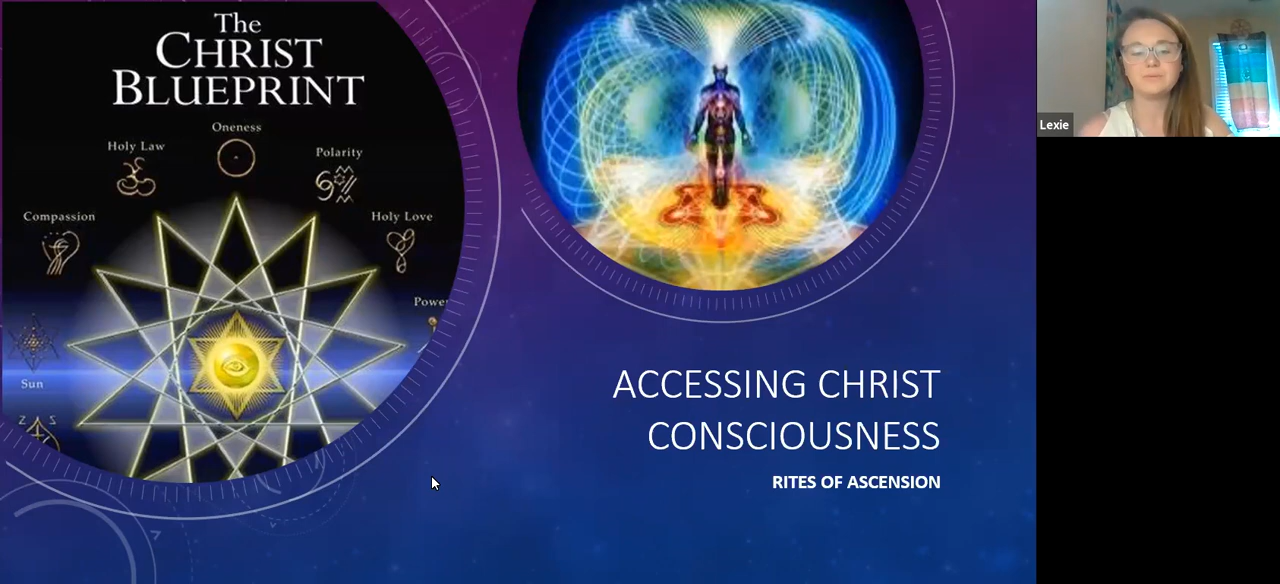 The
CHRIST
BLUEPRINT
Oneness
Holy Law
Polarity
Compassion
Holy Love
Power
Sun
ACCESSING CHRIST
CONSCIOUSNESS
RITES OF ASCENSION
Lexie